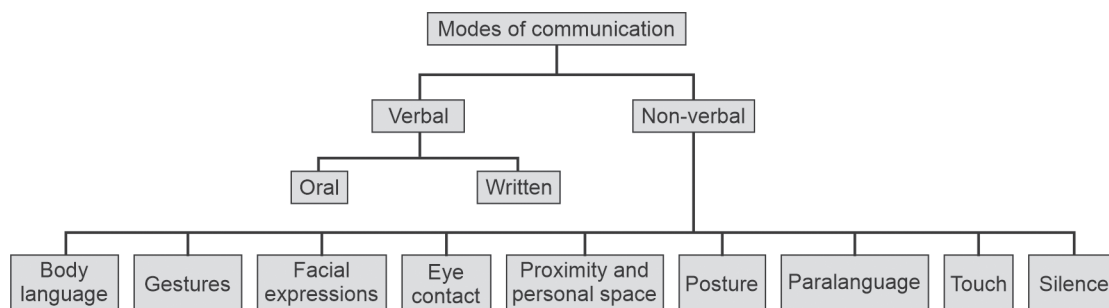 Modes of communication
Verbal
Non-verbal
Oral
Written
Body
language
Gestures
Facial
expressions
Eye
contact
Proximity and
personal space
Posture
Paralanguage
Touch
Silence